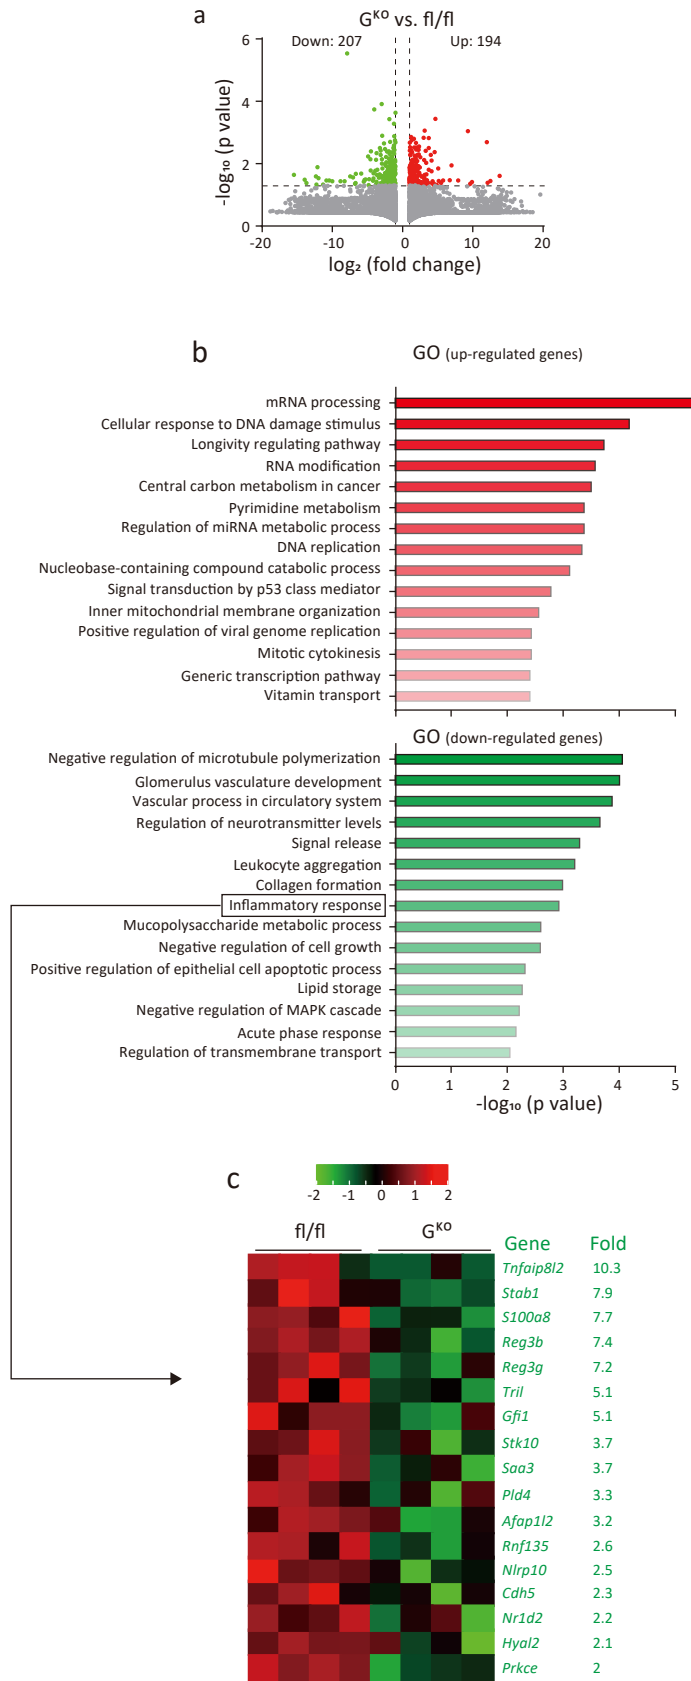 a
G^KO vs. fl/fl
Down: 207
Up: 194
6
4
2
0
-log₁₀ (p value)
-20
-10
0
10
20
log₂ (fold change)
b
GO (up-regulated genes)
mRNA processing
Cellular response to DNA damage stimulus
Longivity regulating pathway
RNA modification
Central carbon metabolism in cancer
Pyrimidine metabolism
Regulation of miRNA metabolic process
DNA replication
Nucleobase-containing compound catabolic process
Signal transduction by p53 class mediator
Inner mitochondrial membrane organization
Positive regulation of viral genome replication
Mitotic cytokinesis
Generic transcription pathway
Vitamin transport
GO (down-regulated genes)
Negative regulation of microtubule polymerization
Glomerulus vasculature development
Vascular process in circulatory system
Regulation of neurotransmitter levels
Signal release
Leukocyte aggregation
Collagen formation
Inflammatory response
Mucopolysaccharide metabolic process
Negative regulation of cell growth
Positive regulation of epithelial cell apoptotic process
Lipid storage
Negative regulation of MAPK cascade
Acute phase response
Regulation of transmembrane transport
0 1 2 3 4 5
-log₁₀ (p value)
c
-2 -1 0 1 2
fl/fl
G^KO
Gene Fold
Tnfaip8l2 10.3
Stab1 7.9
S100a8 7.7
Reg3b 7.4
Reg3g 7.2
Tril 5.1
Gfi1 5.1
Stk10 3.7
Saa3 3.7
Pld4 3.3
Afap1l2 3.2
Rnf135 2.6
Nlrp10 2.5
Cdh5 2.3
Nr1d2 2.2
Hyal2 2.1
Prkce 2